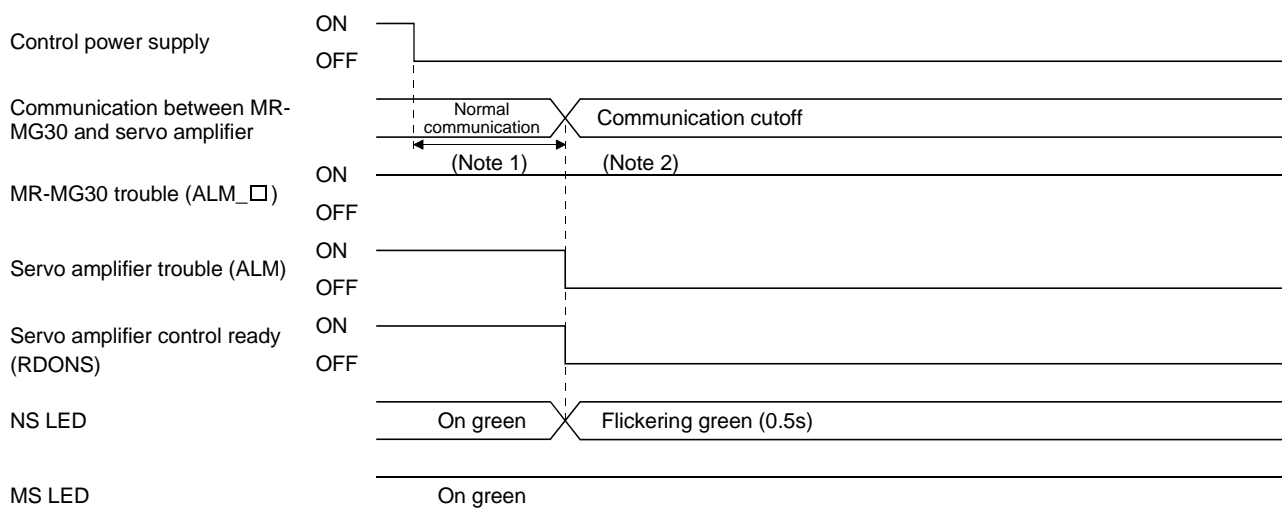 Control power supply
ON
OFF
Communication between MR-
MG30 and servo amplifier
Normal
communication
Communication cutoff
(Note 1)
(Note 2)
MR-MG30 trouble (ALM_□)
ON
OFF
Servo amplifier trouble (ALM)
ON
OFF
Servo amplifier control ready
(RDONS)
ON
OFF
NS LED
On green
Flickering green (0.5s)
MS LED
On green